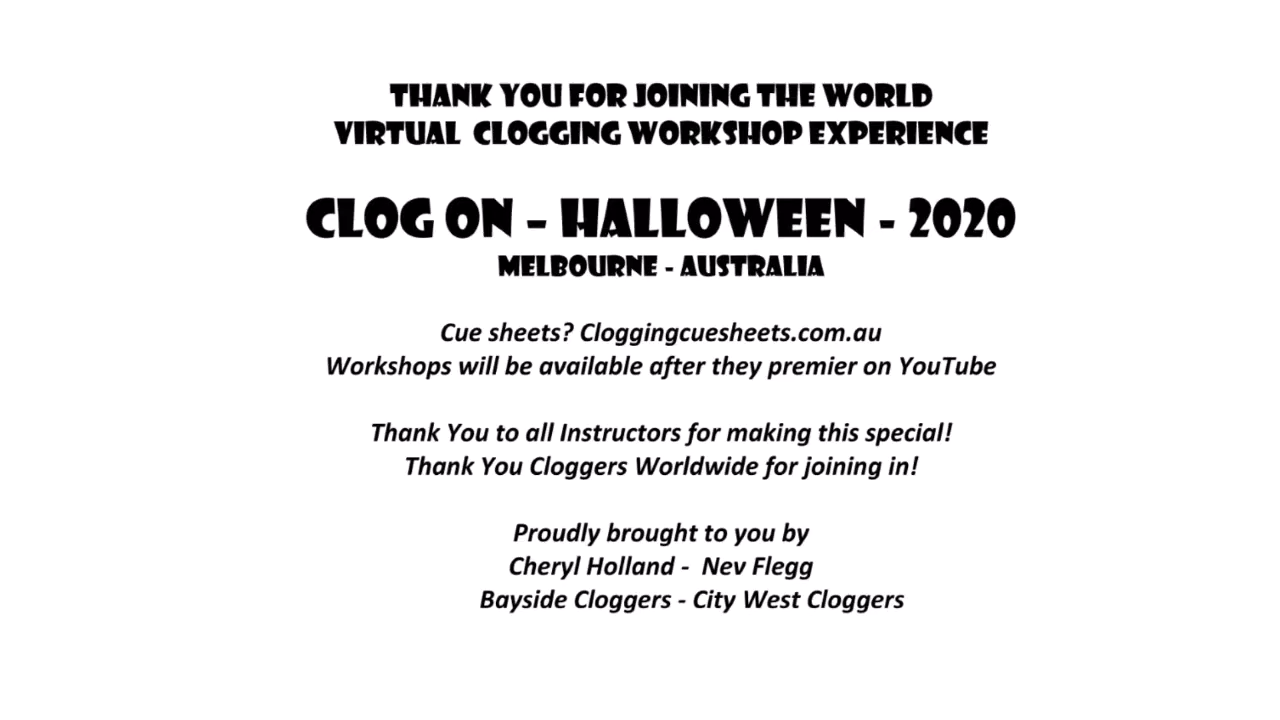 THANK YOU FOR JOINING THE WORLD
VIRTUAL CLOGGING WORKSHOP EXPERIENCE
CLOG ON – HALLOWEEN - 2020
MELBOURNE - AUSTRALIA
Cue sheets? Cloggingcuesheets.com.au
Workshops will be available after they premier on YouTube
Thank You to all Instructors for making this special!
Thank You Cloggers Worldwide for joining in!
Proudly brought to you by
Cheryl Holland - Nev Flegg
Bayside Cloggers - City West Cloggers